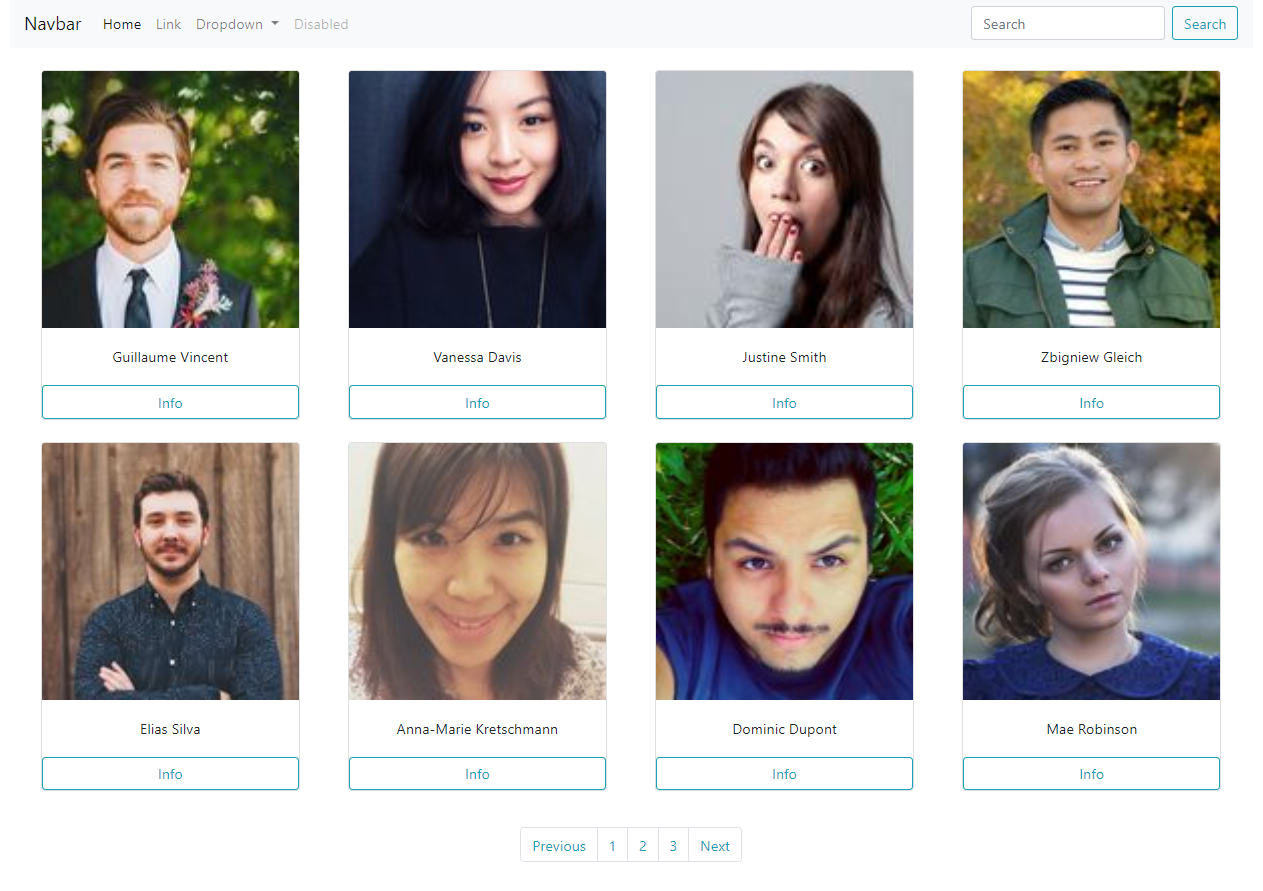 Navbar Home Link Dropdown Disabled Search Search
Guillaume Vincent Vanessa Davis Justine Smith Zbigniew Gleich
Info Info Info Info
Elias Silva Anna-Marie Kretschmann Dominic Dupont Mae Robinson
Info Info Info Info
Previous 1 2 3 Next